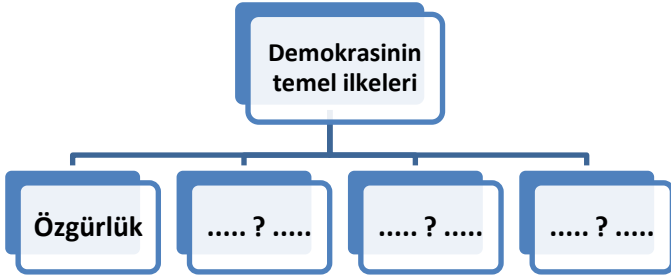 Demokrasinin
temel ilkeleri
Özgürlük
..... ? .....
..... ? .....
..... ? .....